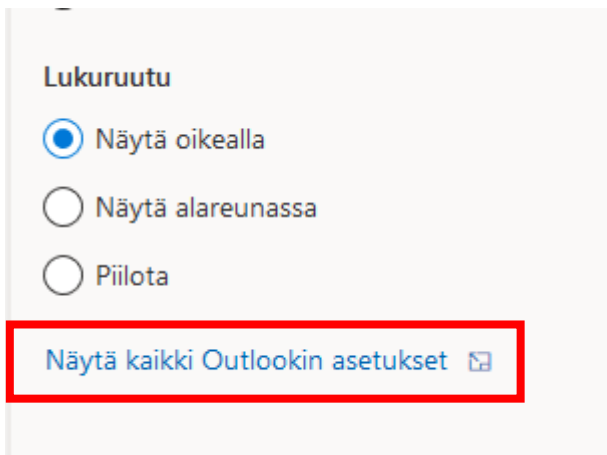 Lukuruutu
Näytä oikealla
Näytä alareunassa
Piilota
Näytä kaikki Outlookin asetukset